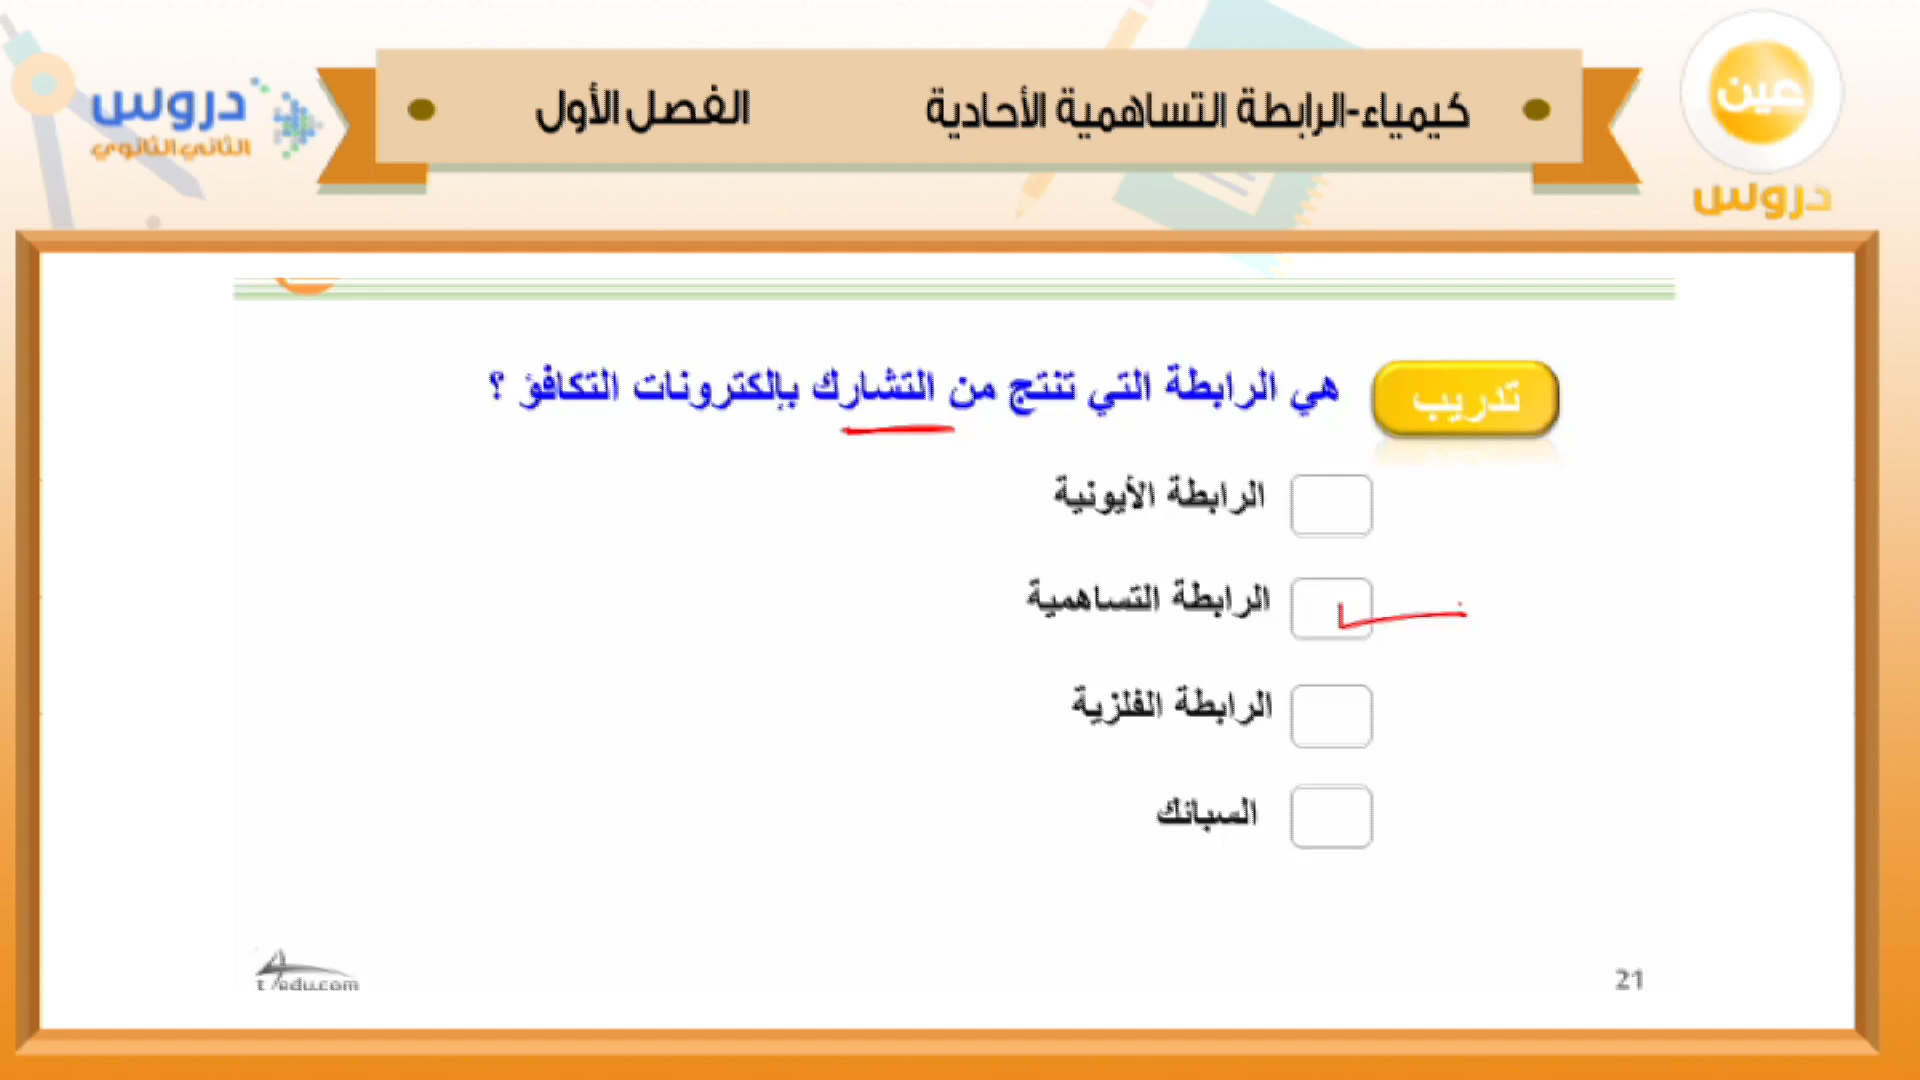 عين
دروس
كيمياء-الرابطة التساهمية الأحادية
الفصل الأول
دروس
الثاني الثانوي
تدريب
هي الرابطة التي تنتج من التشارك بإلكترونات التكافؤ ؟
الرابطة الأيونية
الرابطة التساهمية
الرابطة الفلزية
السبائك
t4edu.com
21